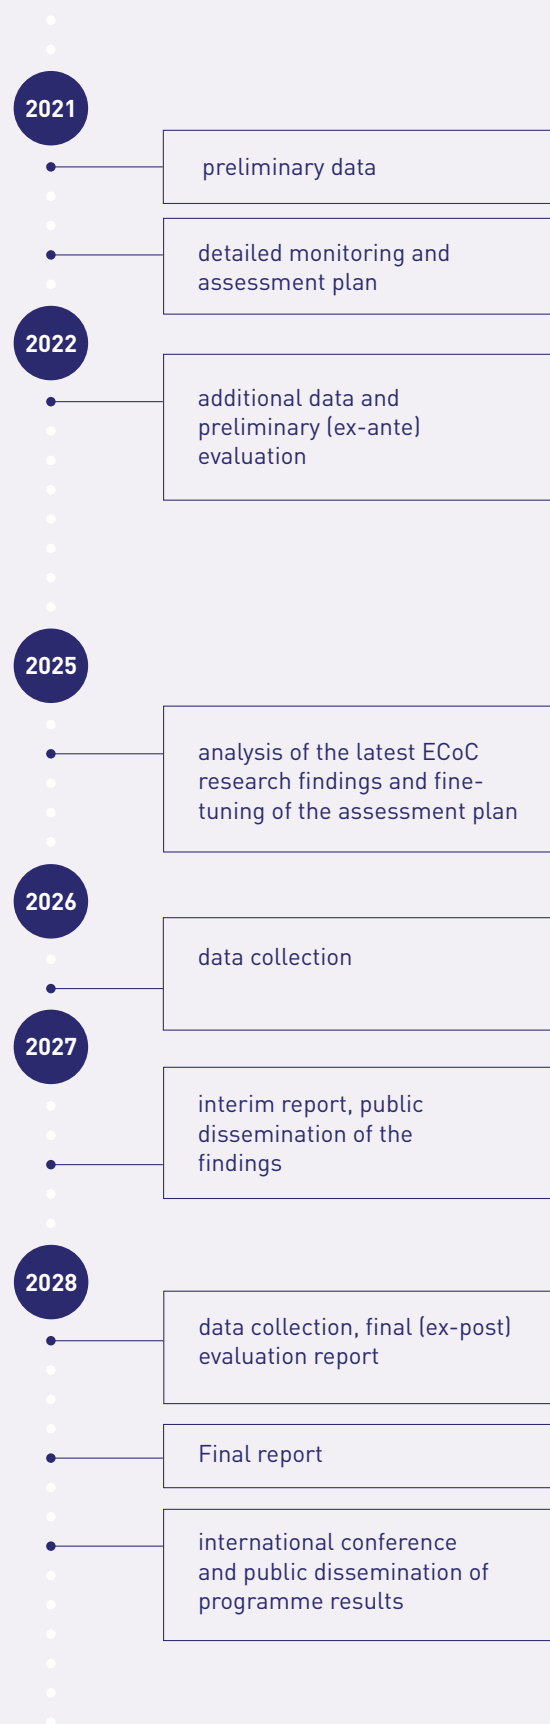 2021
preliminary data
detailed monitoring and
assessment plan
2022
additional data and
preliminary (ex-ante)
evaluation
2025
analysis of the latest ECoC
research findings and fine-
tuning of the assessment plan
2026
data collection
2027
interim report, public
dissemination of the
findings
2028
data collection, final (ex-post)
evaluation report
Final report
international conference
and public dissemination of
programme results